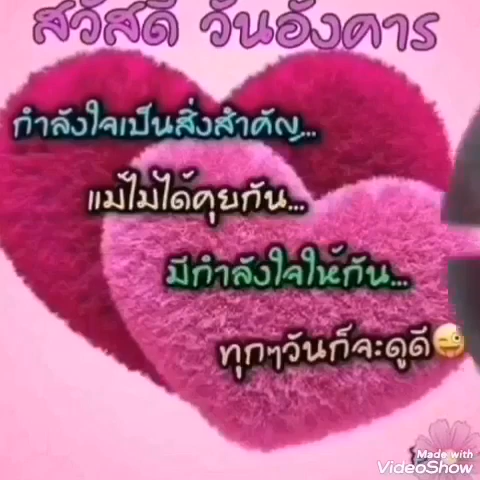 สวัสดี วันอังคาร
กำลังใจเป็นสิ่งสำคัญ...
แม้ไม่ได้คุยกัน...
มีกำลังใจให้กัน...
ทุกๆวันก็จะดูดี😜
Made with
VideoShow